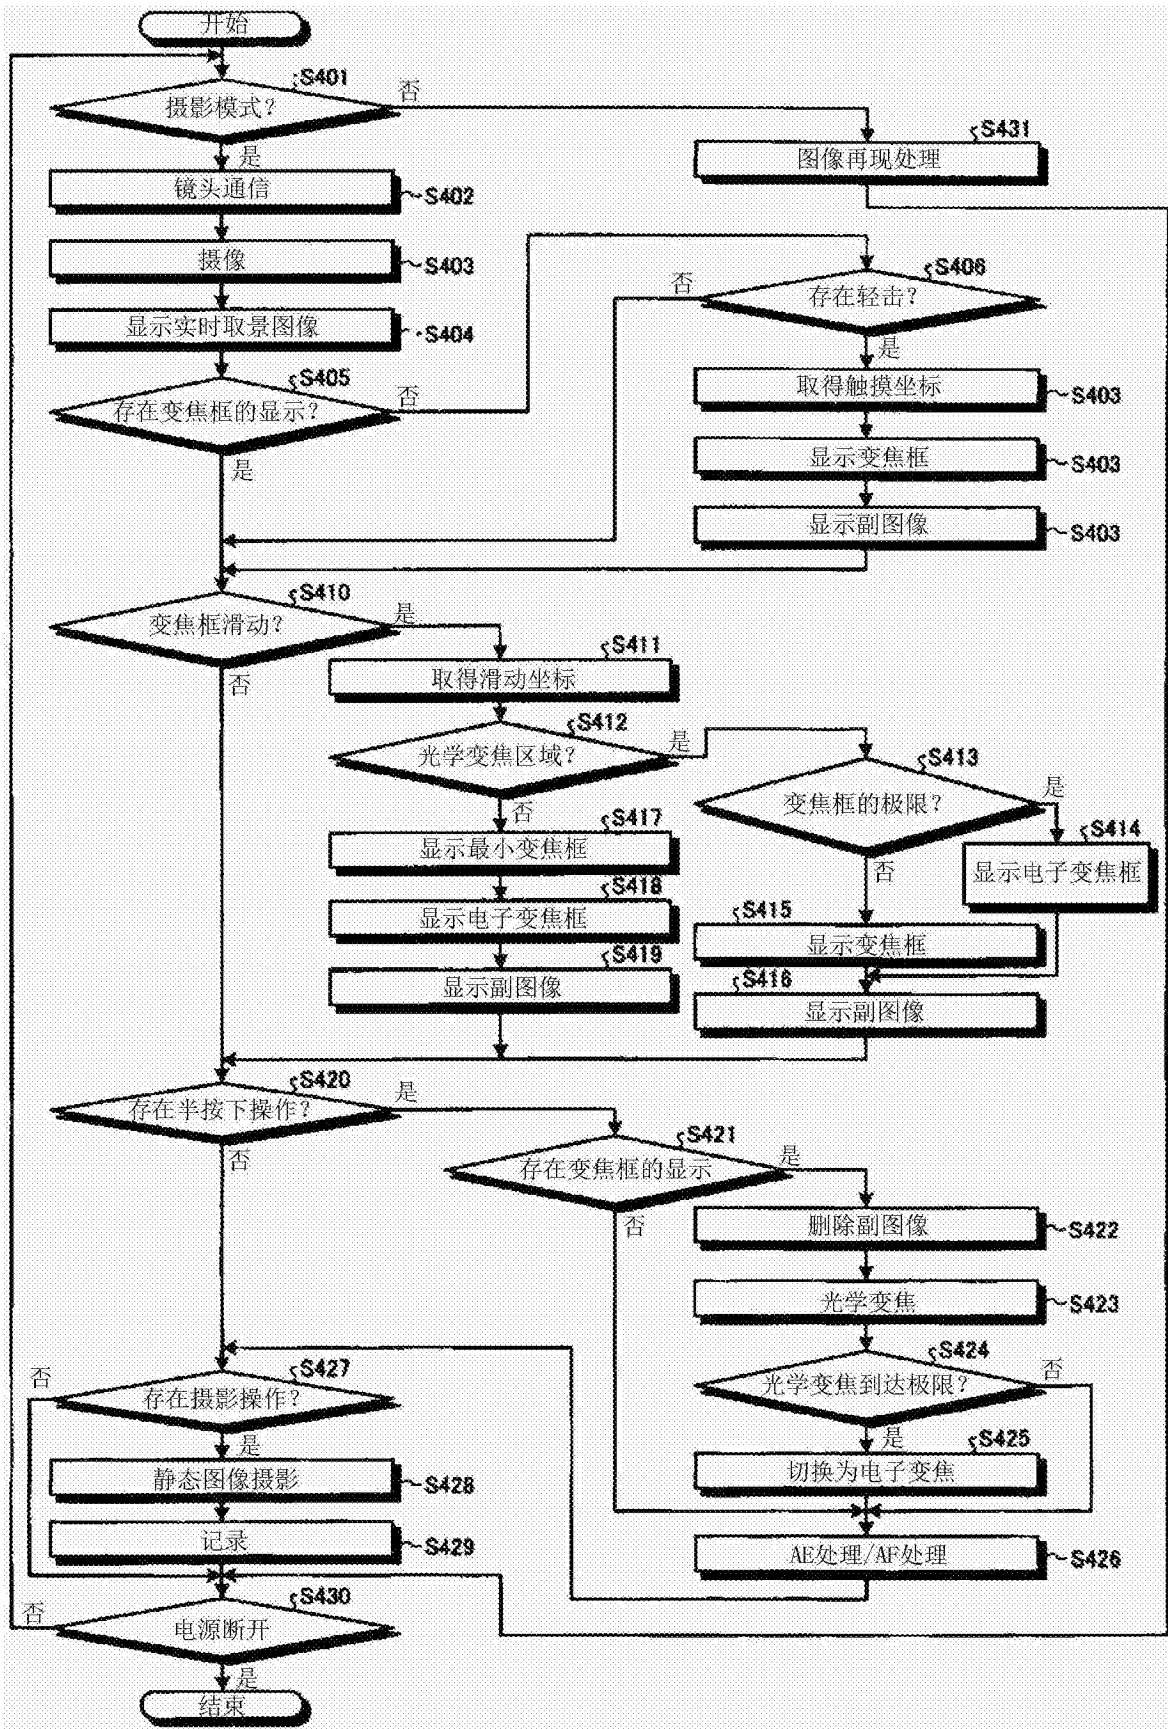 开始
S401
摄影模式?
否
是
S431
图像再现处理
镜头通信
S402
摄像
S403
S406
存在轻击?
否
是
显示实时取景图像
S404
S405
存在变焦框的显示?
否
是
取得触摸坐标
S403
显示变焦框
S403
显示副图像
S403
S410
变焦框滑动?
是
否
S411
取得滑动坐标
S412
光学变焦区域?
是
否
S413
变焦框的极限?
是
否
S414
显示电子变焦框
S417
显示最小变焦框
S418
显示电子变焦框
S415
显示变焦框
S419
显示副图像
S416
显示副图像
S420
存在半按下操作?
是
否
S421
存在变焦框的显示
是
否
删除副图像
S422
光学变焦
S423
S424
光学变焦到达极限?
否
是
S427
存在摄影操作?
否
是
S425
切换为电子变焦
静态图像摄影
S428
记录
S429
AE处理/AF处理
S426
S430
电源断开
否
是
结束